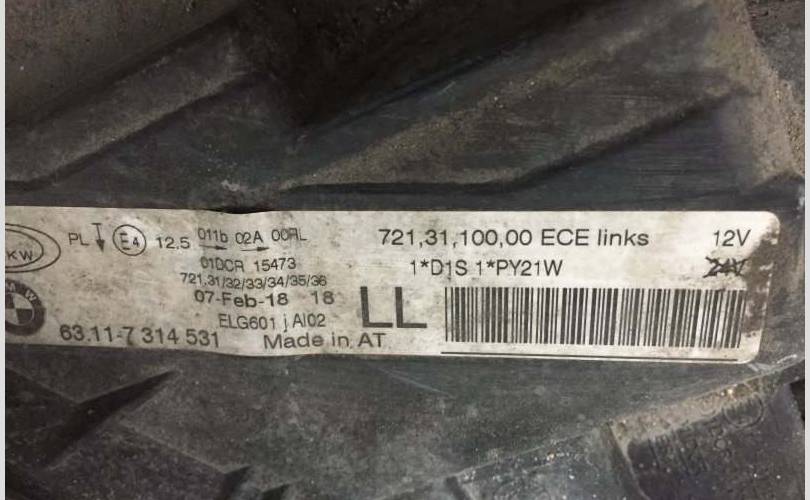 PL E4 12.5 011b 02A 00RL
01DCR 15473
721,31/32/33/34/35/36
07-Feb-18 18
ELG601 j AI02
63.11-7 314 531
Made in AT
LL
721,31,100,00 ECE links 12V
1*D1S 1*PY21W 24V
KW